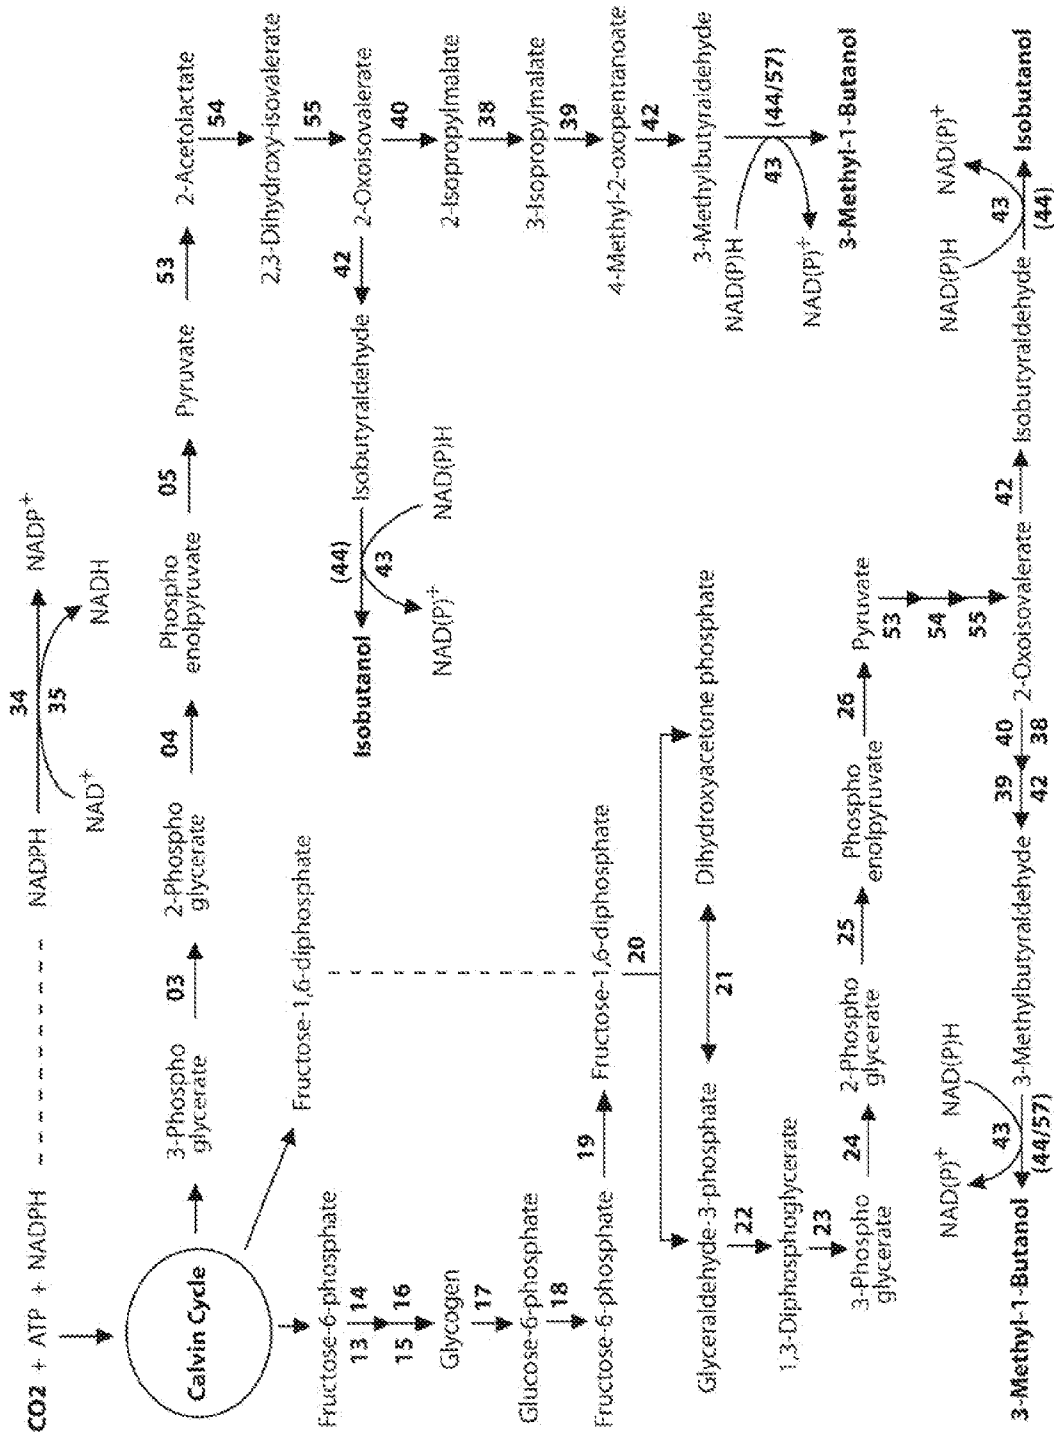 CO2 + ATP + NADPH ----------- NADPH
34
NADP+
NAD+
35
NADH
Calvin Cycle
3-Phospho
glycerate
03
2-Phospho
glycerate
04
Phospho
enolpyruvate
05
Pyruvate
53
2-Acetolactate
54
2,3-Dihydroxy-isovalerate
55
2-Oxoisovalerate
40
2-Isopropylmalate
38
3-Isopropylmalate
39
4-Methyl-2-oxopentranoate
42
3-Methylbutyraldehyde
NAD(P)H
43
(44/57)
NAD(P)+
3-Methyl-1-Butanol
42
Isobutyraldehyde
(44)
43
NAD(P)H
NAD(P)+
Isobutanol
Fructose-1,6-diphosphate
Fructose-6-phosphate
13
14
15
16
Glycogen
17
Glucose-6-phosphate
18
Fructose-6-phosphate
19
Fructose-1,6-diphosphate
20
Glyceraldehyde-3-phosphate
21
Dihydroxyacetone phosphate
22
1,3-Diphosphoglycerate
23
3-Phospho
glycerate
24
2-Phospho
glycerate
25
Phospho
enolpyruvate
26
Pyruvate
53
54
55
2-Oxoisovalerate
40
38
39
42
3-Methylbutyraldehyde
NAD(P)H
NAD(P)+
43
(44/57)
3-Methyl-1-Butanol
42
Isobutyraldehyde
NAD(P)H
NAD(P)+
43
(44)
Isobutanol